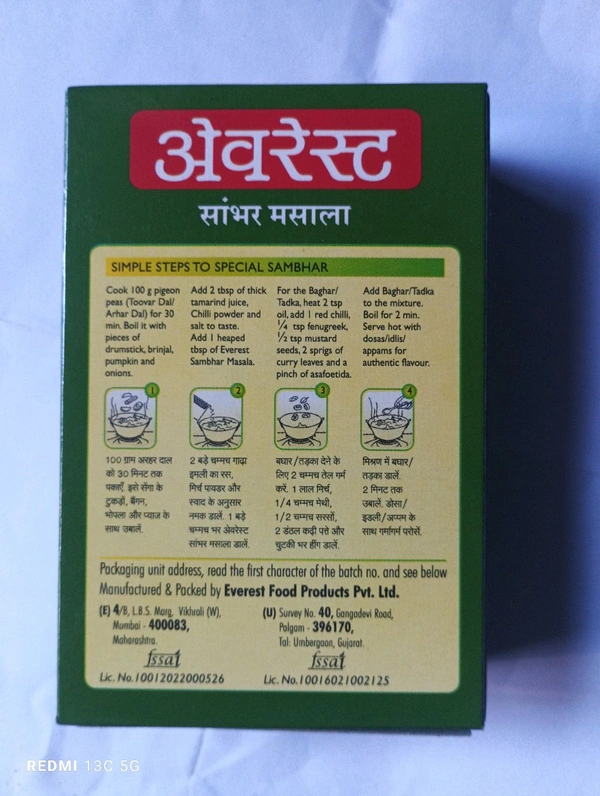 अेवरेस्ट
सांभर मसाला
SIMPLE STEPS TO SPECIAL SAMBHAR
Cook 100 g pigeon
peas (Toovar Dal/
Arhar Dal) for 30
min. Boil it with
pieces of
drumstick, brinjal,
pumpkin and
onions.
Add 2 tbsp of thick
tamarind juice,
Chilli powder and
salt to taste.
Add 1 heaped
tbsp of Everest
Sambhar Masala.
For the Baghar/
Tadka, heat 2 tsp
oil, add 1 red chilli,
1/4 tsp fenugreek,
1/2 tsp mustard
seeds, 2 sprigs of
curry leaves and a
pinch of asafoetida.
Add Baghar/Tadka
to the mixture.
Boil for 2 min.
Serve hot with
dosas/idlis/
appams for
authentic flavour.
1
2
3
4
100 ग्राम अरहर दाल
को 30 मिनट तक
पकाएँ. इसे सेंगा के
टुकड़ों, बैंगन,
भोपला और प्याज के
साथ उबालें.
2 बड़े चम्मच गाढ़ा
इमली का रस,
मिर्च पावडर और
स्वाद के अनुसार
नमक डालें. 1 बड़े
चम्मच भर अेवरेस्ट
सांभर मसाला डालें.
बघार/तड़का देने के
लिए 2 चम्मच तेल गर्म
करें. 1 लाल मिर्च,
1/4 चम्मच मेथी,
1/2 चम्मच सरसों,
2 डंठल कढ़ी पत्ते और
चुटकी भर हींग डालें.
मिश्रण में बघार/
तड़का डालें.
2 मिनट तक
उबालें. डोसा/
इडली/अप्पम के
साथ गर्मागर्म परोसें.
Packaging unit address, read the first character of the batch no. and see below
Manufactured & Packed by Everest Food Products Pvt. Ltd.
(E) 4/B, L.B.S. Marg, Vikhroli (W),
Mumbai - 400083,
Maharashtra.
fssai
Lic. No.10012022000526
(U) Survey No. 40, Gangadevi Road,
Palgam - 396170,
Tal: Umbergaon, Gujarat.
fssai
Lic. No.10016021002125
REDMI 13C 5G